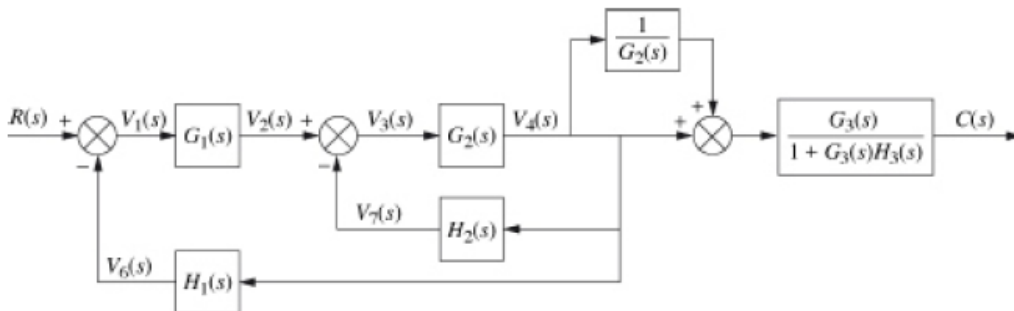 1
G₂(s)
R(s) + V₁(s) G₁(s) V₂(s) + V₃(s) G₂(s) V₄(s) + + G₃(s) C(s)
1 + G₃(s)H₃(s)
− −
V₇(s) H₂(s)
V₆(s) H₁(s)